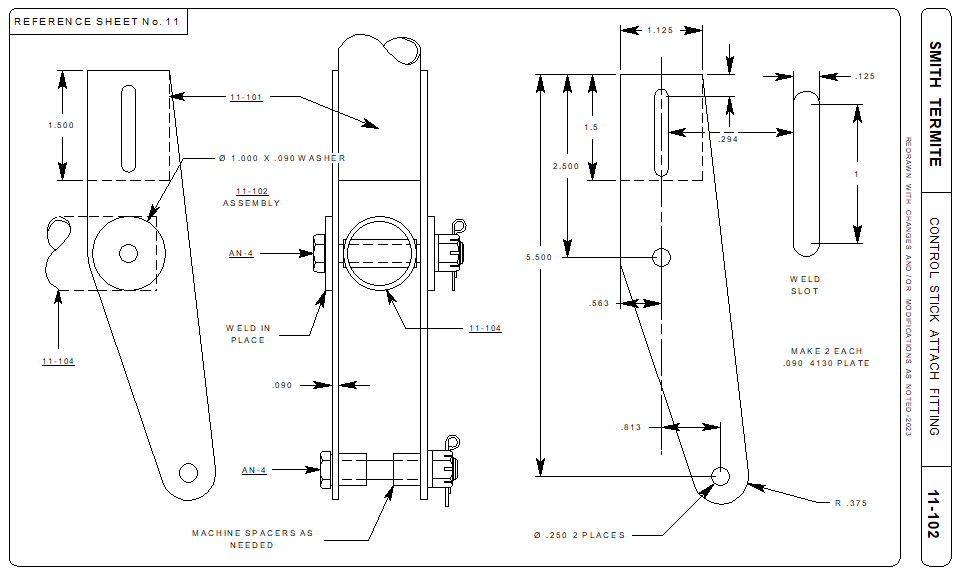 REFERENCE SHEET No. 11
1.500
11-101
Ø 1.000 X .090 WASHER
11-102
ASSEMBLY
AN-4
WELD IN
PLACE
11-104
11-104
.090
AN-4
MACHINE SPACERS AS
NEEDED
1.125
.125
1.5
.294
2.500
1
5.500
WELD
SLOT
.563
MAKE 2 EACH
.090 4130 PLATE
.813
R .375
Ø .250 2 PLACES
REDRAWN WITH CHANGES AND/OR MODIFICATIONS AS NOTED-2023
SMITH TERMITE
CONTROL STICK ATTACH FITTING
11-102